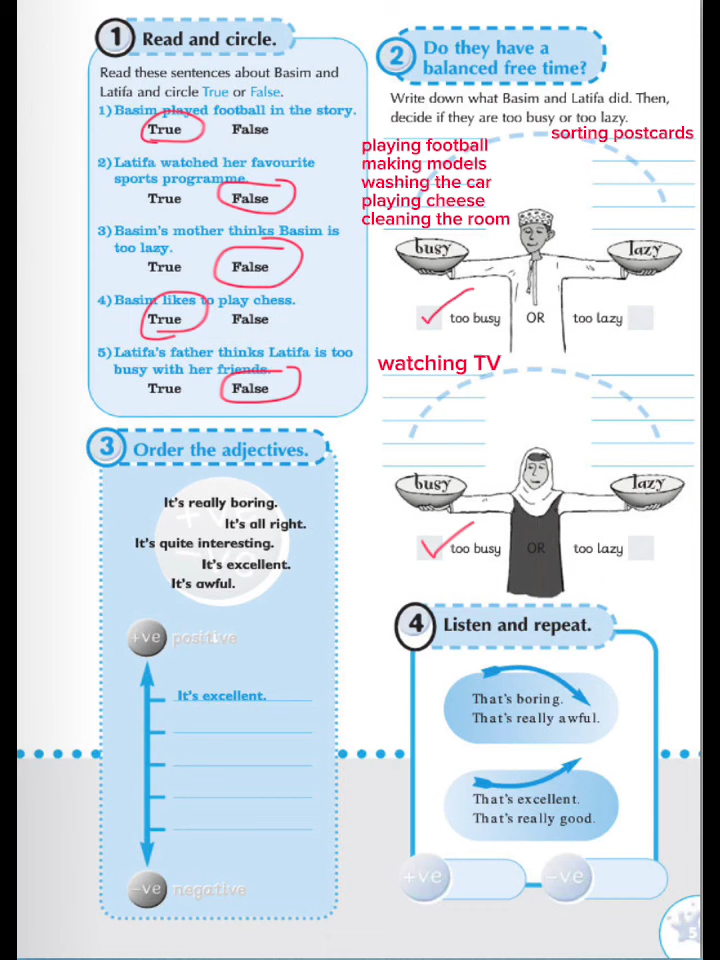 1 Read and circle.
Read these sentences about Basim and
Latifa and circle True or False.
1) Basim played football in the story.
True False
2) Latifa watched her favourite
sports programme.
True False
3) Basim's mother thinks Basim is
too lazy.
True False
4) Basim likes to play chess.
True False
5) Latifa's father thinks Latifa is too
busy with her friends.
True False
2 Do they have a
balanced free time?
Write down what Basim and Latifa did. Then,
decide if they are too busy or too lazy.
sorting postcards
playing football
making models
washing the car
playing cheese
cleaning the room
busy lazy
too busy OR too lazy
watching TV
busy lazy
too busy OR too lazy
3 Order the adjectives.
+ve
-ve
It's really boring.
It's all right.
It's quite interesting.
It's excellent.
It's awful.
+ve positive
It's excellent.
-ve negative
4 Listen and repeat.
That's boring.
That's really awful.
That's excellent.
That's really good.
+ve -ve
5